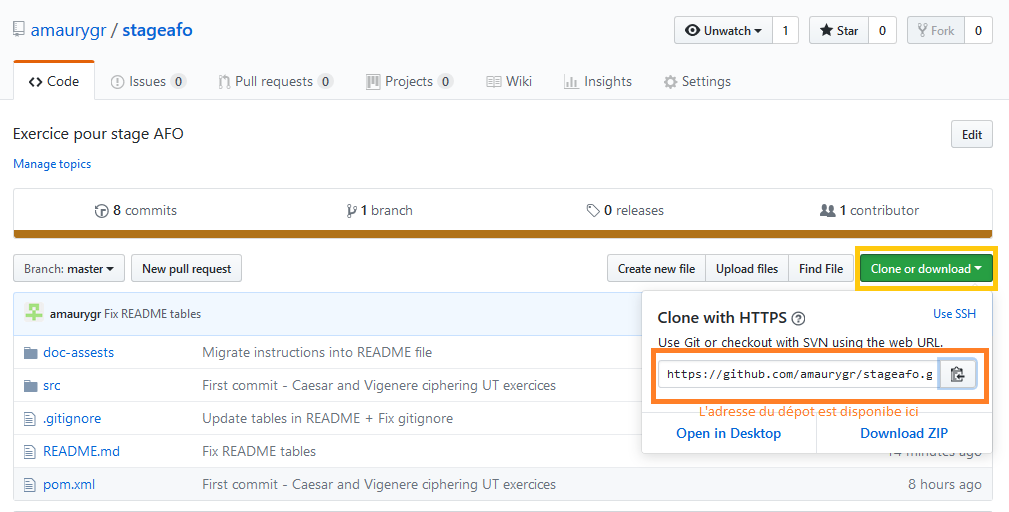 amaurygr / stageafo
Unwatch 1 Star 0 Fork 0
Code Issues 0 Pull requests 0 Projects 0 Wiki Insights Settings
Exercice pour stage AFO
Edit
Manage topics
8 commits 1 branch 0 releases 1 contributor
Branch: master New pull request Create new file Upload files Find File Clone or download
amaurygr Fix README tables
Clone with HTTPS Use SSH
Use Git or checkout with SVN using the web URL.
https://github.com/amaurygr/stageafo.g
L'adresse du dépot est disponibe ici
Open in Desktop Download ZIP
doc-assests Migrate instructions into README file
src First commit - Caesar and Vigenere ciphering UT exercices
.gitignore Update tables in README + Fix gitignore
README.md Fix README tables 14 minutes ago
pom.xml First commit - Caesar and Vigenere ciphering UT exercices 8 hours ago